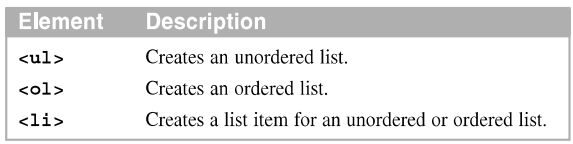 Element Description
<ul> Creates an unordered list.
<ol> Creates an ordered list.
<li> Creates a list item for an unordered or ordered list.